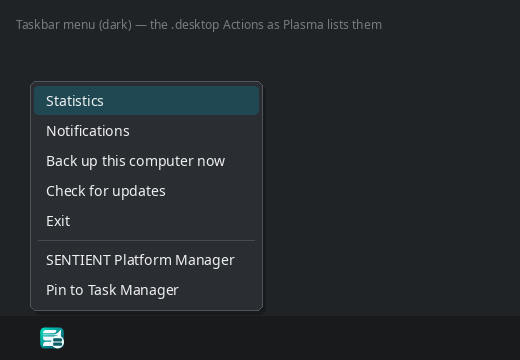 Taskbar menu (dark) — the .desktop Actions as Plasma lists them
Statistics
Notifications
Back up this computer now
Check for updates
Exit
SENTIENT Platform Manager
Pin to Task Manager